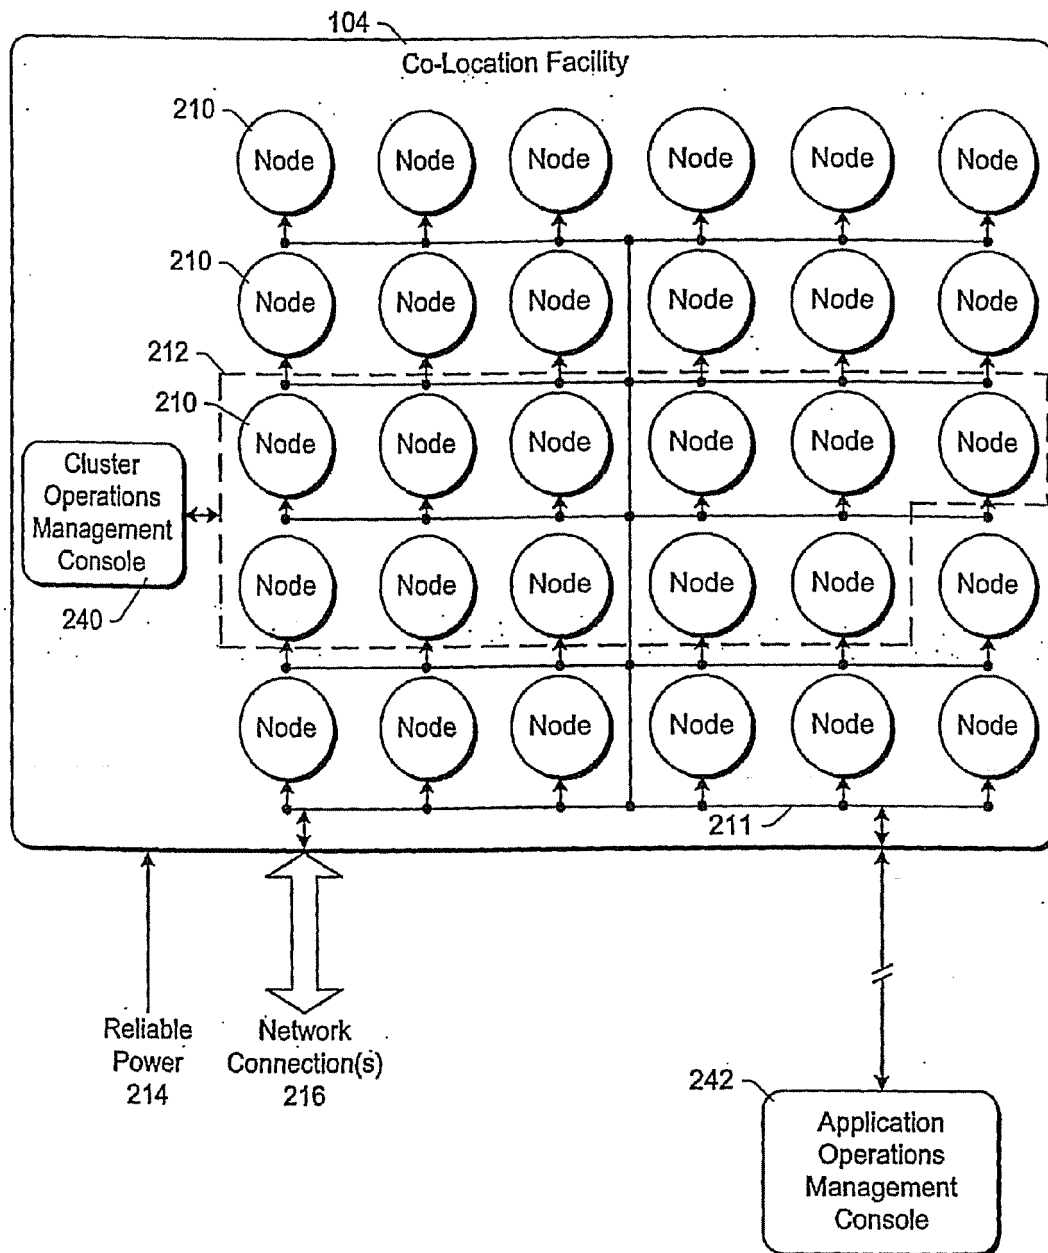 104
Co-Location Facility
210
Node Node Node Node Node Node
210
Node Node Node Node Node Node
212
210
Node Node Node Node Node Node
Cluster
Operations
Management
Console
240
Node Node Node Node Node Node
Node Node Node Node Node Node
211
Reliable
Power
214
Network
Connection(s)
216
242
Application
Operations
Management
Console